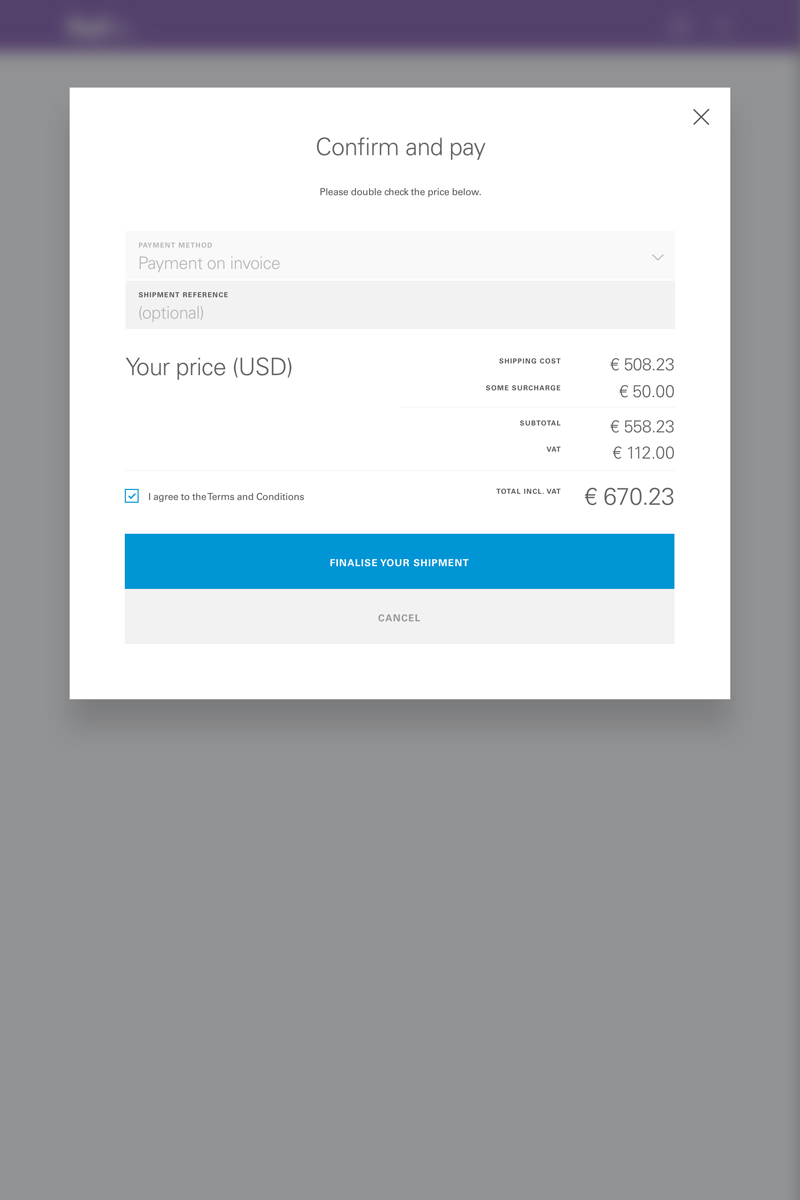 Confirm and pay
Please double check the price below.
PAYMENT METHOD
Payment on invoice
SHIPMENT REFERENCE
(optional)
Your price (USD)
SHIPPING COST € 508.23
SOME SURCHARGE € 50.00
SUBTOTAL € 558.23
VAT € 112.00
I agree to the Terms and Conditions
TOTAL INCL. VAT € 670.23
FINALISE YOUR SHIPMENT
CANCEL